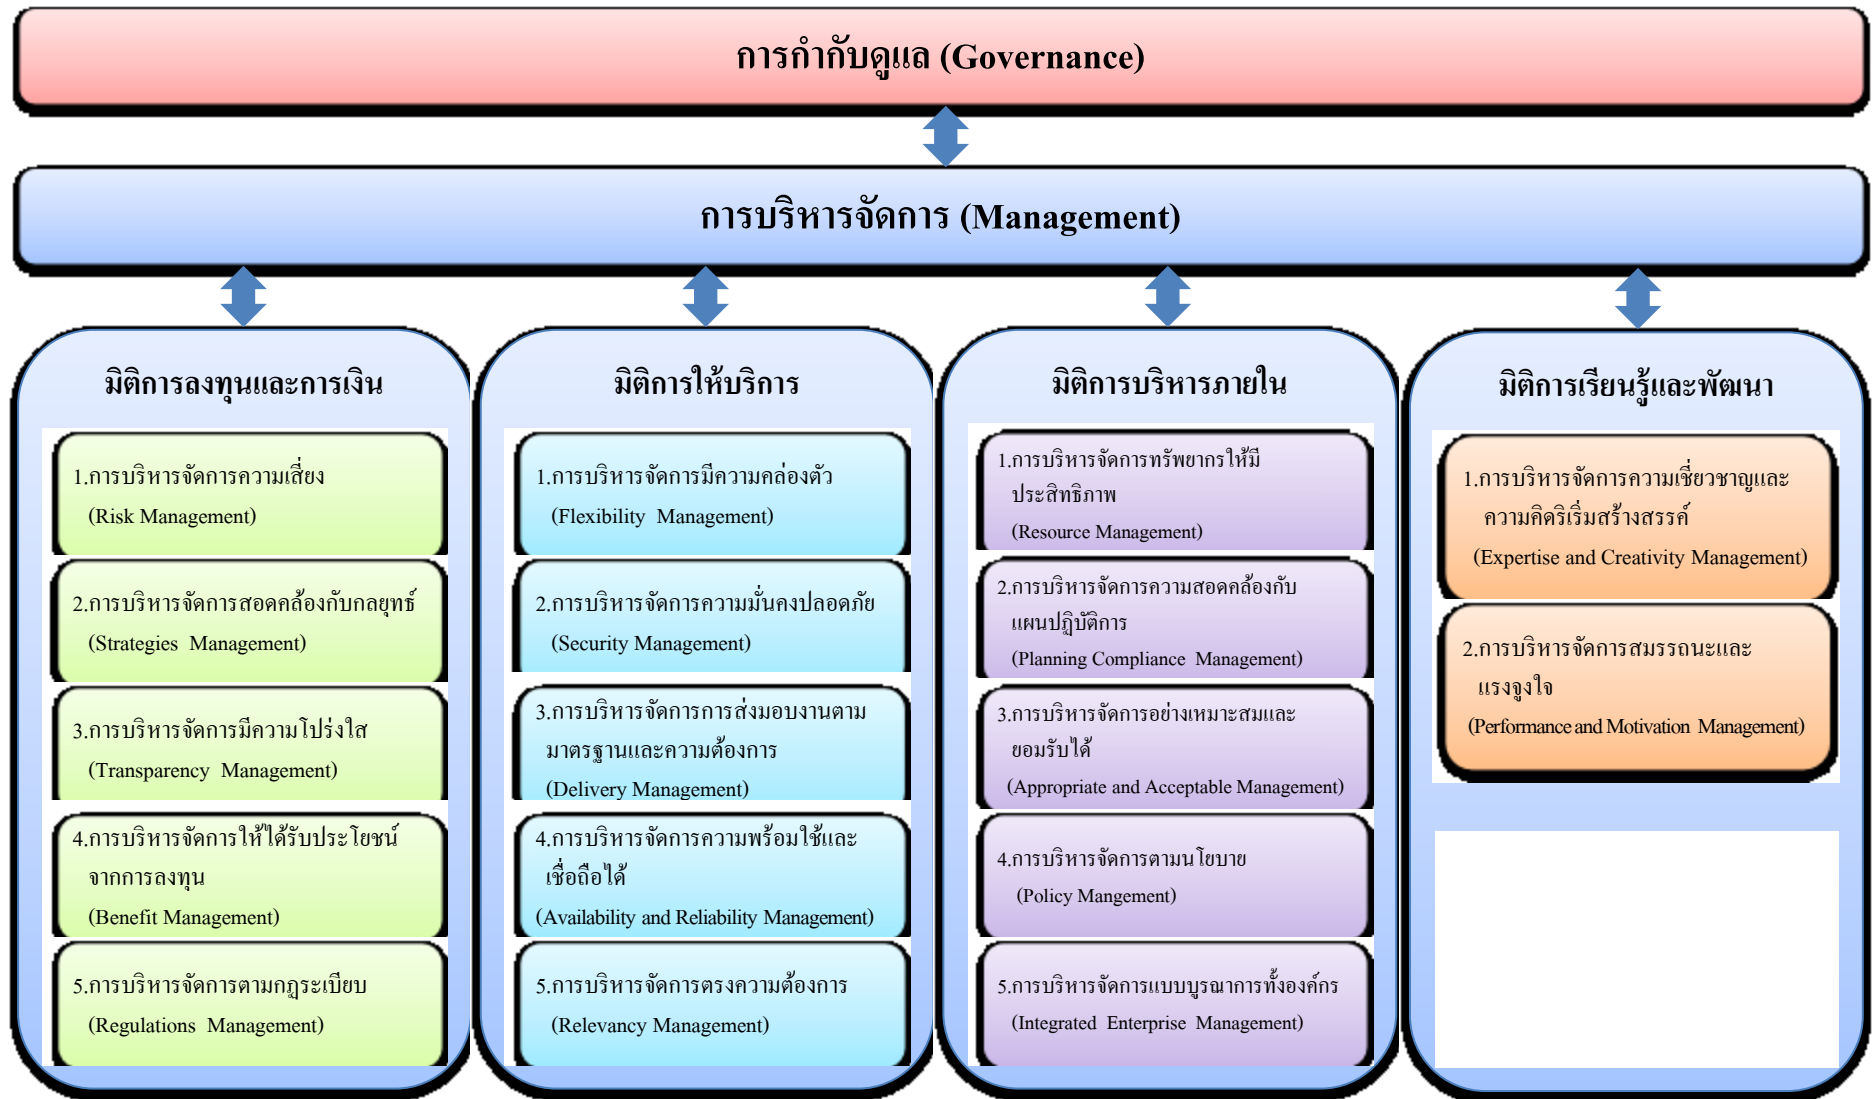 การกำกับดูแล (Governance)
การบริหารจัดการ (Management)
มิติการลงทุนและการเงิน
1.การบริหารจัดการความเสี่ยง
(Risk Management)
2.การบริหารจัดการสอดคล้องกับกลยุทธ์
(Strategies Management)
3.การบริหารจัดการมีความโปร่งใส
(Transparency Management)
4.การบริหารจัดการให้ได้รับประโยชน์
จากการลงทุน
(Benefit Management)
5.การบริหารจัดการตามกฎระเบียบ
(Regulations Management)
มิติการให้บริการ
1.การบริหารจัดการมีความคล่องตัว
(Flexibility Management)
2.การบริหารจัดการความมั่นคงปลอดภัย
(Security Management)
3.การบริหารจัดการการส่งมอบงานตาม
มาตรฐานและความต้องการ
(Delivery Management)
4.การบริหารจัดการความพร้อมใช้และ
เชื่อถือได้
(Availability and Reliability Management)
5.การบริหารจัดการตรงความต้องการ
(Relevancy Management)
มิติการบริหารภายใน
1.การบริหารจัดการทรัพยากรให้มี
ประสิทธิภาพ
(Resource Management)
2.การบริหารจัดการความสอดคล้องกับ
แผนปฏิบัติการ
(Planning Compliance Management)
3.การบริหารจัดการอย่างเหมาะสมและ
ยอมรับได้
(Appropriate and Acceptable Management)
4.การบริหารจัดการตามนโยบาย
(Policy Mangement)
5.การบริหารจัดการแบบบูรณาการทั้งองค์กร
(Integrated Enterprise Management)
มิติการเรียนรู้และพัฒนา
1.การบริหารจัดการความเชี่ยวชาญและ
ความคิดริเริ่มสร้างสรรค์
(Expertise and Creativity Management)
2.การบริหารจัดการสมรรถนะและ
แรงจูงใจ
(Performance and Motivation Management)